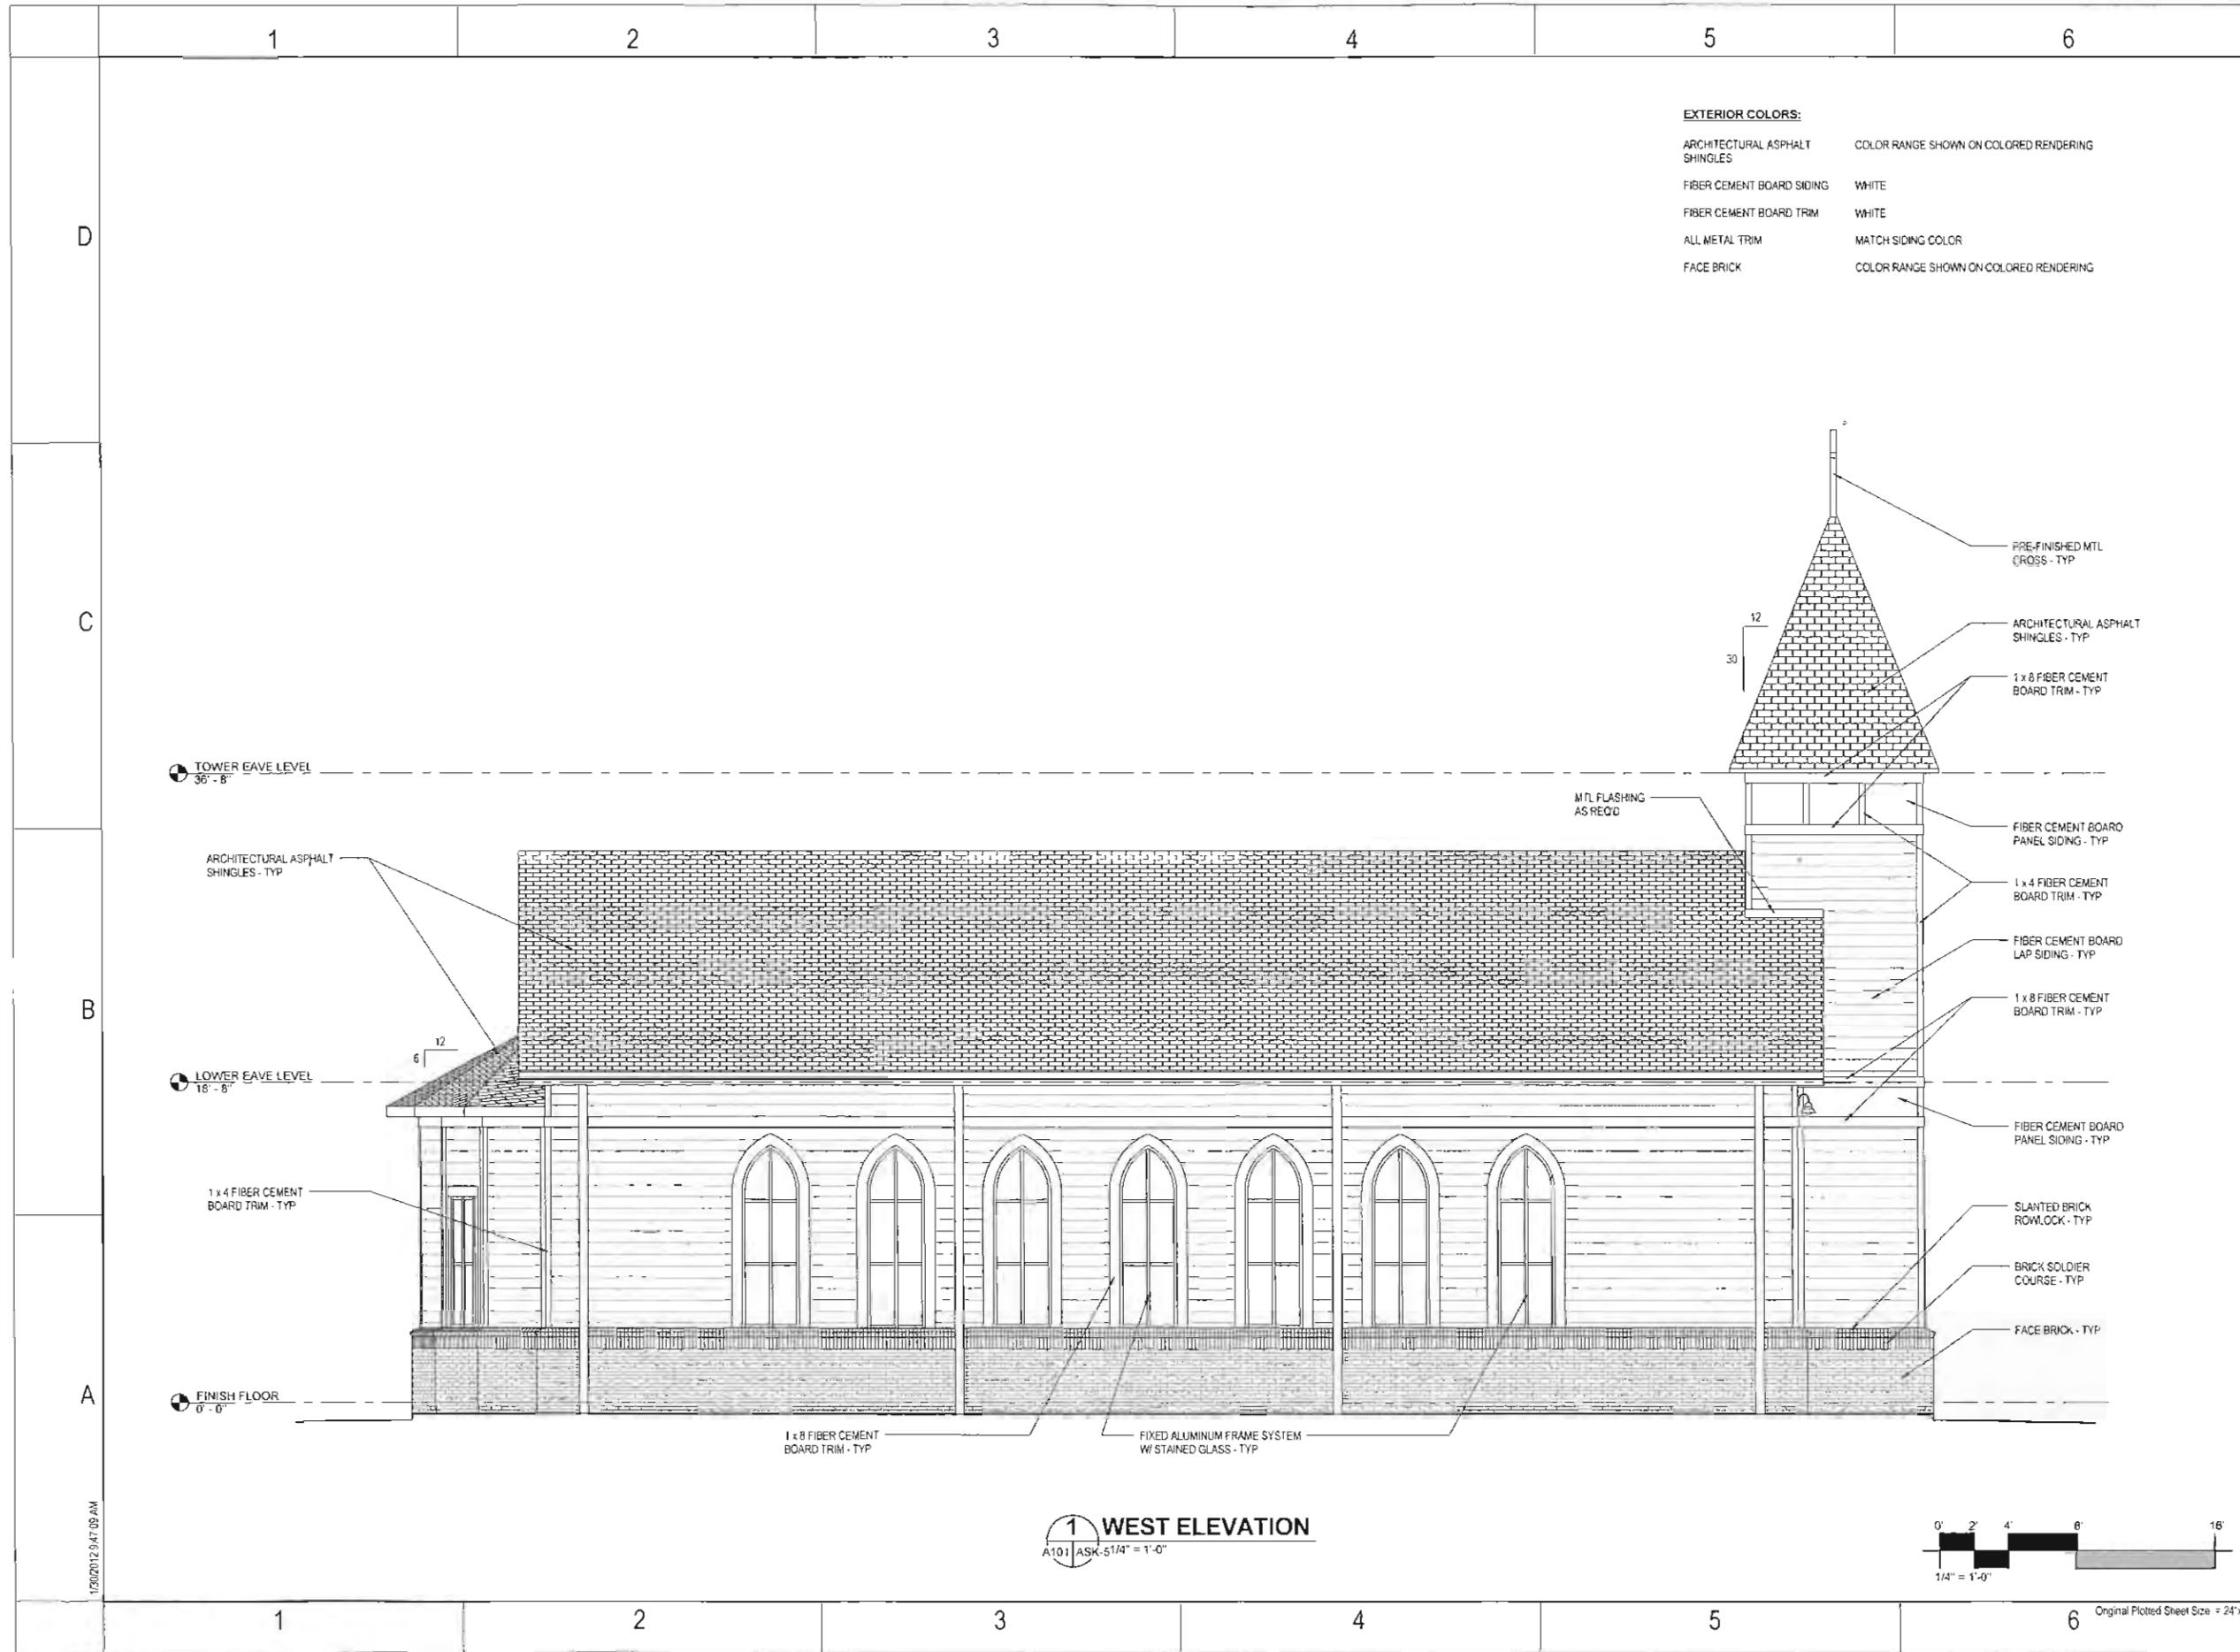 1 2 3 4 5 6
EXTERIOR COLORS:
ARCHITECTURAL ASPHALT COLOR RANGE SHOWN ON COLORED RENDERING
SHINGLES
FIBER CEMENT BOARD SIDING WHITE
FIBER CEMENT BOARD TRIM WHITE
ALL METAL TRIM MATCH SIDING COLOR
FACE BRICK COLOR RANGE SHOWN ON COLORED RENDERING
D
C
B
A
PRE-FINISHED MTL
CROSS - TYP
12
30
ARCHITECTURAL ASPHALT
SHINGLES - TYP
1 x 8 FIBER CEMENT
BOARD TRIM - TYP
TOWER EAVE LEVEL
36' - 8"
MTL FLASHING
AS REQ'D
FIBER CEMENT BOARD
PANEL SIDING - TYP
ARCHITECTURAL ASPHALT
SHINGLES - TYP
1 x 4 FIBER CEMENT
BOARD TRIM - TYP
FIBER CEMENT BOARD
LAP SIDING - TYP
1 x 8 FIBER CEMENT
BOARD TRIM - TYP
12
6
LOWER EAVE LEVEL
18' - 8"
FIBER CEMENT BOARD
PANEL SIDING - TYP
1 x 4 FIBER CEMENT
BOARD TRIM - TYP
SLANTED BRICK
ROWLOCK - TYP
BRICK SOLDIER
COURSE - TYP
FACE BRICK - TYP
FINISH FLOOR
0' - 0"
1 x 8 FIBER CEMENT
BOARD TRIM - TYP
FIXED ALUMINUM FRAME SYSTEM
W/ STAINED GLASS - TYP
1 WEST ELEVATION
A101 ASK-5 1/4" = 1'-0"
0' 2' 4' 8' 16'
1/4" = 1'-0"
1/30/2012 9:47:09 AM
1 2 3 4 5 6
Original Plotted Sheet Size = 24"